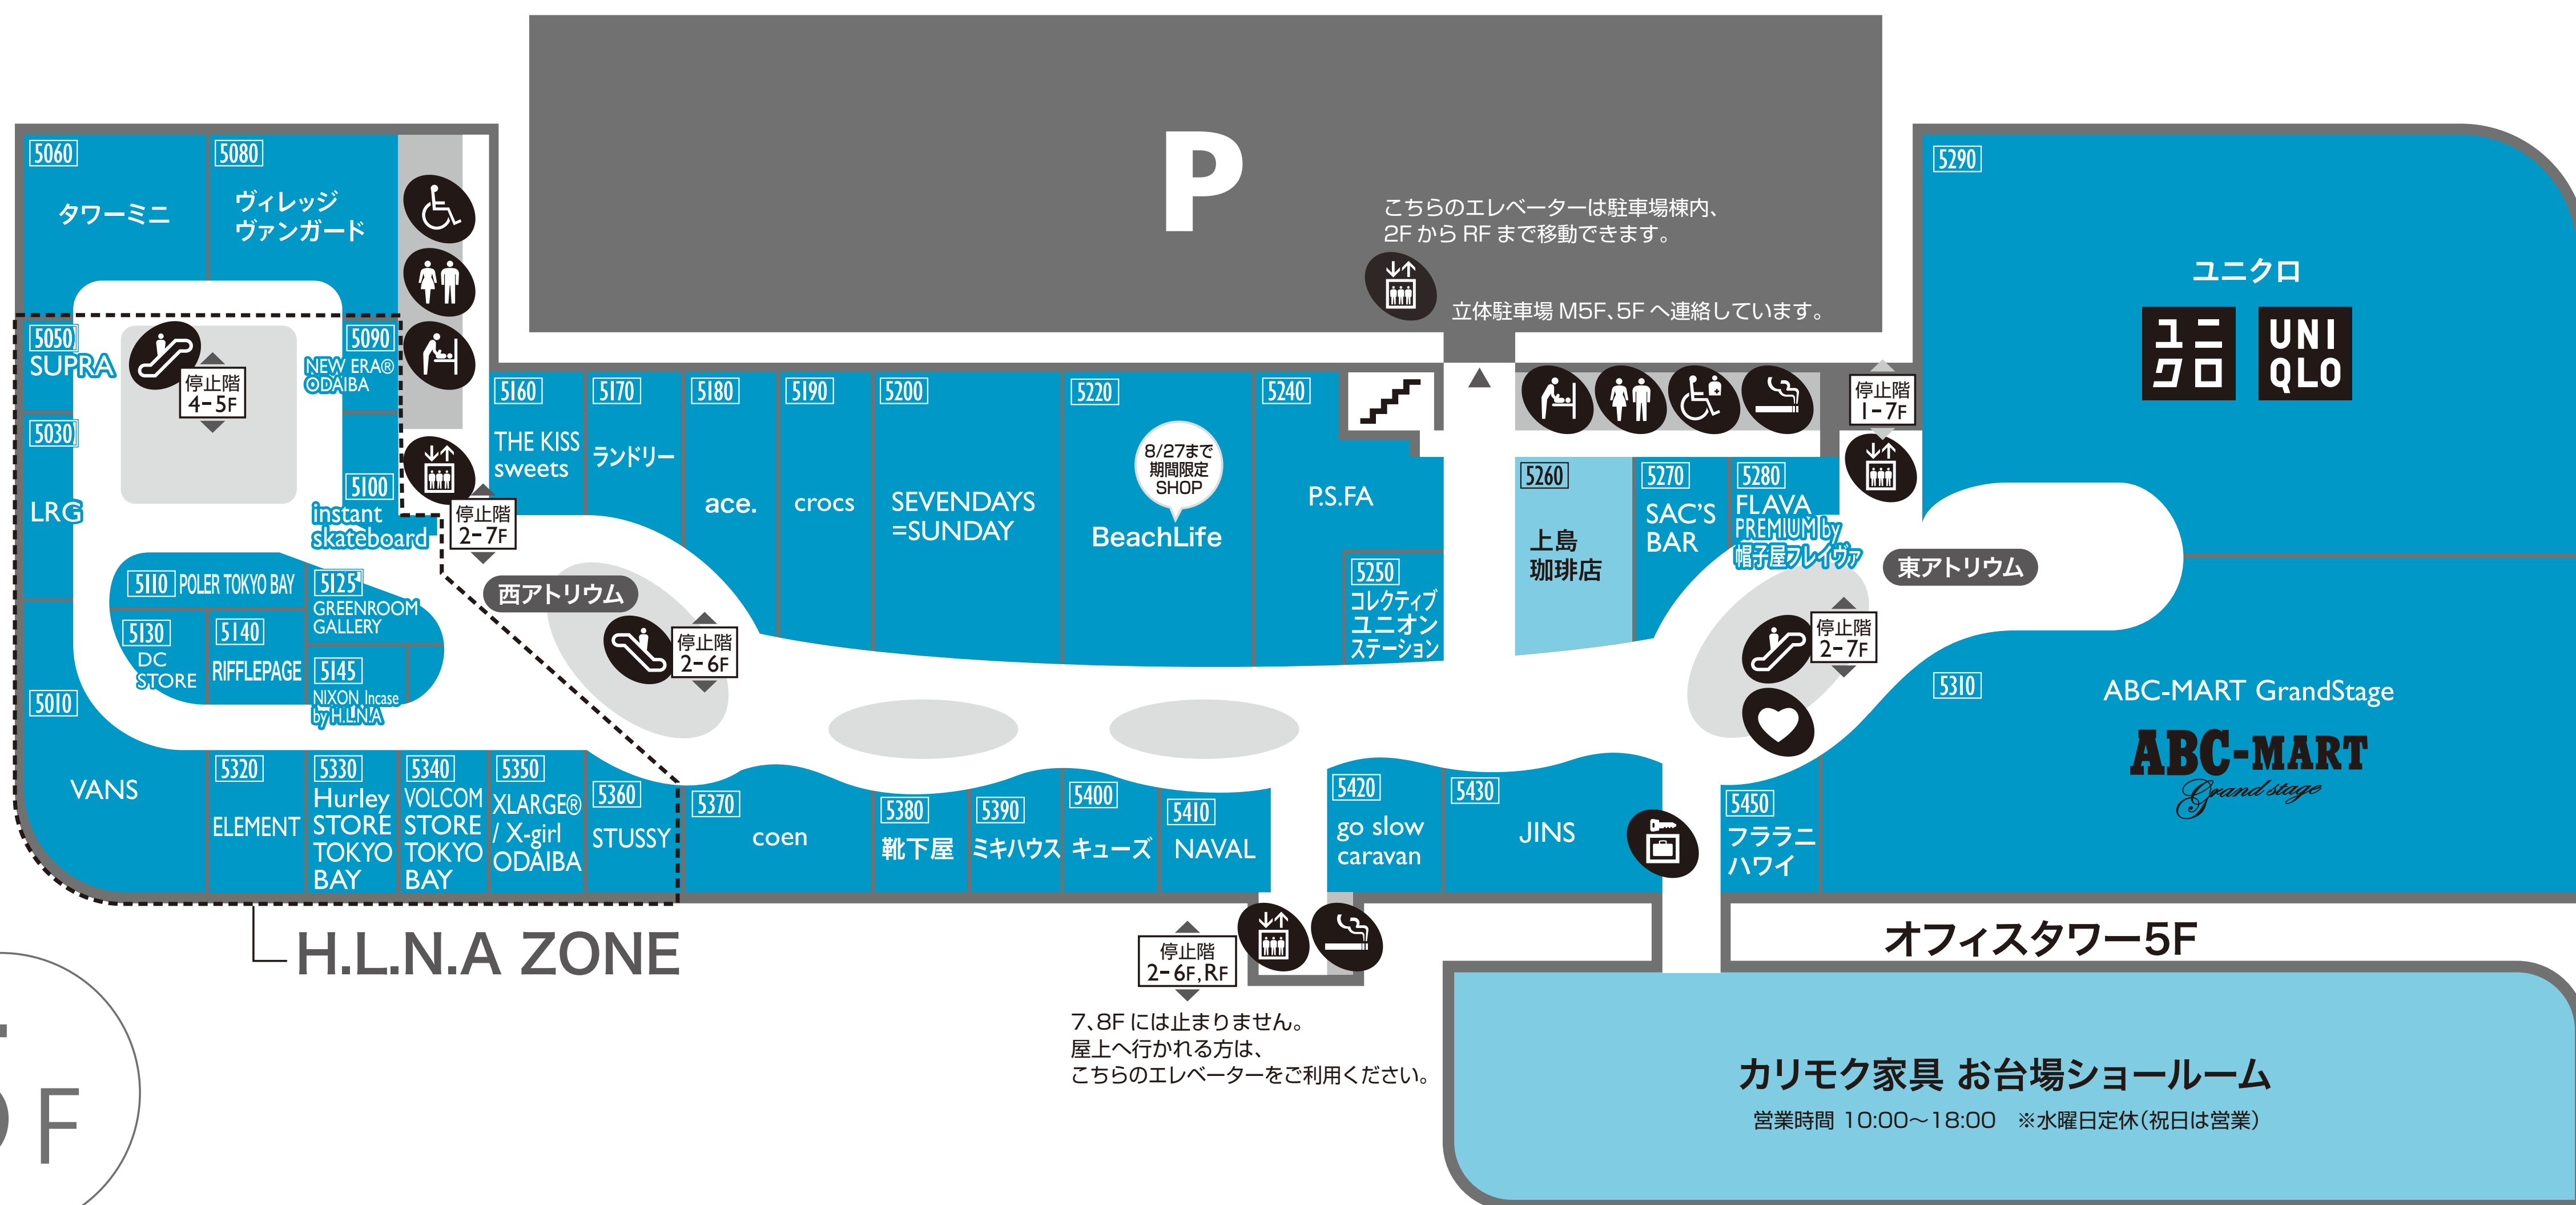 P
こちらのエレベーターは駐車場棟内、
2FからRFまで移動できます。
立体駐車場M5F、5Fへ連絡しています。
5060
タワーミニ
5080
ヴィレッジ
ヴァンガード
5050
SUPRA
停止階
4-5F
5090
NEW ERA®
ODAIBA
5030
LRG
5100
instant
skateboard
停止階
2-7F
5110 POLER TOKYO BAY
5125
GREENROOM
GALLERY
5130
DC
STORE
5140
RIFFLEPAGE
5145
NIXON, Incase
by H.L.N.A
5010
VANS
5160
THE KISS
sweets
5170
ランドリー
5180
ace.
5190
crocs
5200
SEVENDAYS
=SUNDAY
5220
8/27まで
期間限定
SHOP
BeachLife
5240
P.S.FA
5250
コレクティブ
ユニオン
ステーション
5260
上島
珈琲店
5270
SAC'S
BAR
5280
FLAVA
PREMIUM by
帽子屋フレイヴァ
停止階
1-7F
5290
ユニクロ
ユニ
クロ
UNI
QLO
西アトリウム
停止階
2-6F
東アトリウム
停止階
2-7F
5310
ABC-MART GrandStage
ABC-MART
Grand stage
5320
ELEMENT
5330
Hurley
STORE
TOKYO
BAY
5340
VOLCOM
STORE
TOKYO
BAY
5350
XLARGE®
/ X-girl
ODAIBA
5360
STUSSY
5370
coen
5380
靴下屋
5390
ミキハウス
5400
キューズ
5410
NAVAL
5420
go slow
caravan
5430
JINS
5450
フララニ
ハワイ
H.L.N.A ZONE
停止階
2-6F,RF
7、8Fには止まりません。
屋上へ行かれる方は、
こちらのエレベーターをご利用ください。
オフィスタワー5F
カリモク家具 お台場ショールーム
営業時間 10:00〜18:00　※水曜日定休(祝日は営業)
5F